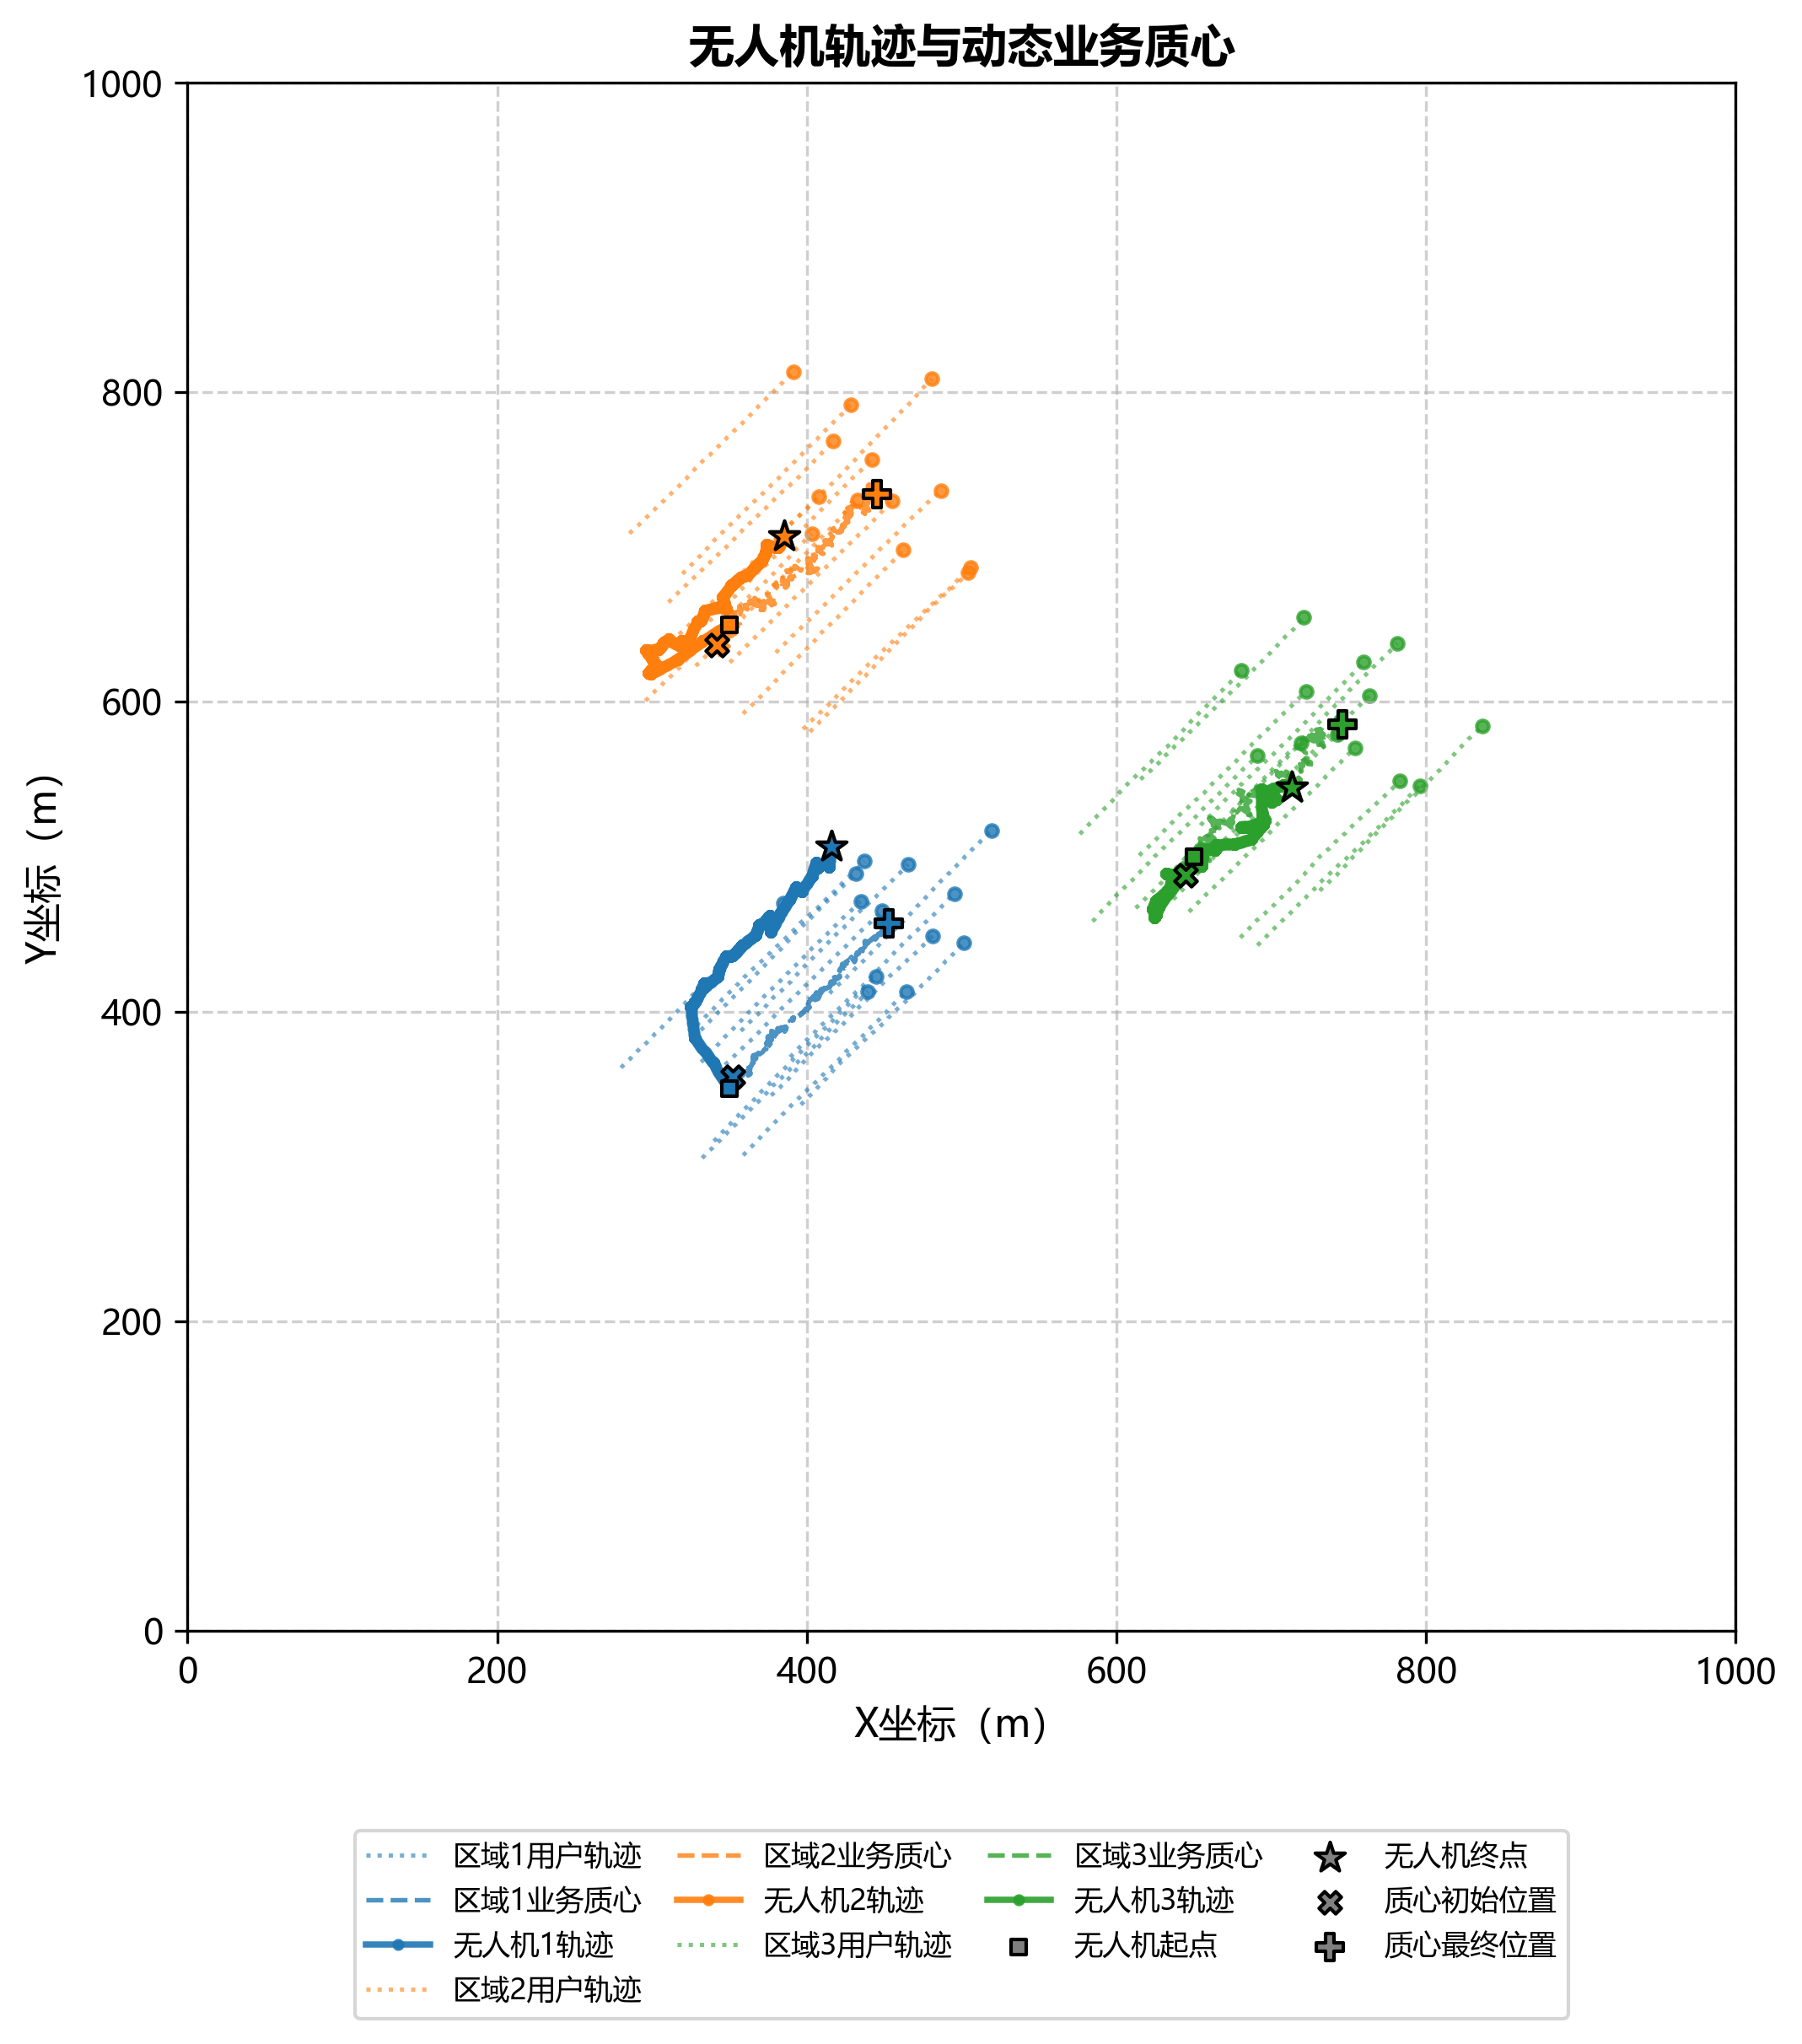 无人机轨迹与动态业务质心
1000
800
600
400
200
0
Y坐标（m）
0 200 400 600 800 1000
X坐标（m）
区域1用户轨迹 区域2业务质心 区域3业务质心 无人机终点
区域1业务质心 无人机2轨迹 无人机3轨迹 质心初始位置
无人机1轨迹 区域3用户轨迹 无人机起点 质心最终位置
区域2用户轨迹